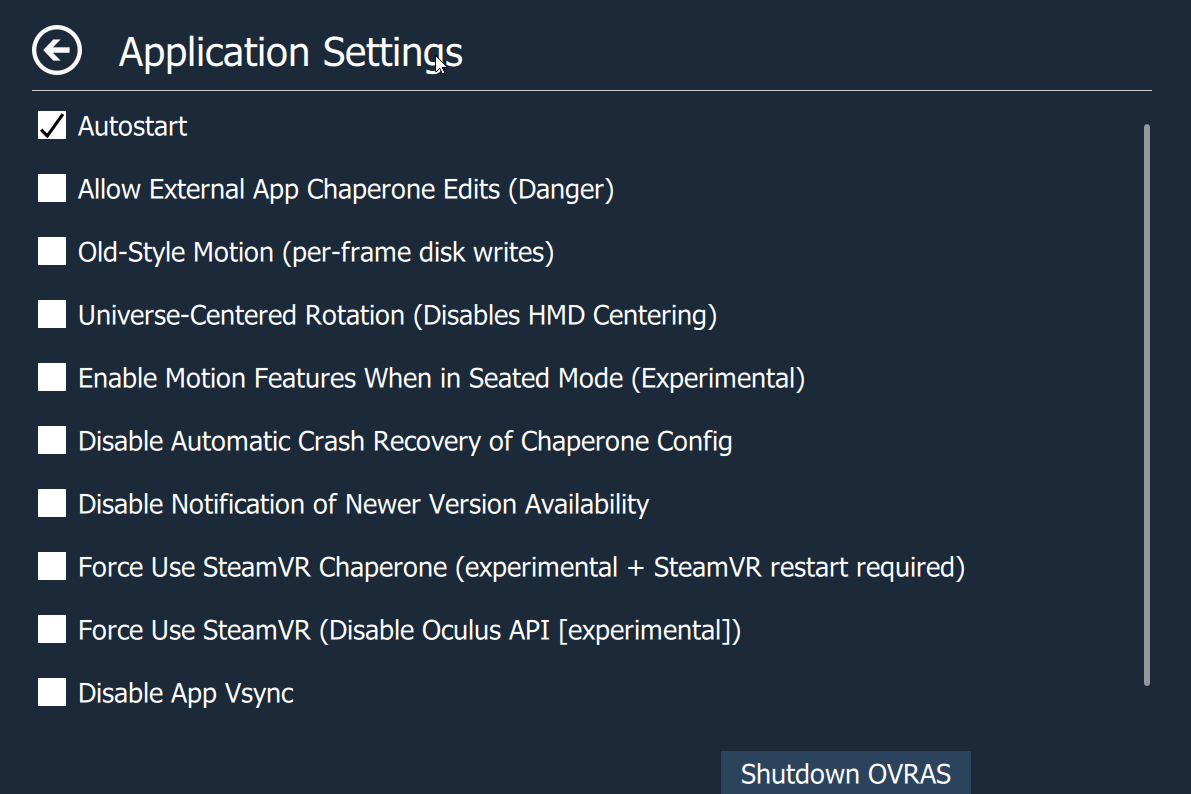 Application Settings
Autostart
Allow External App Chaperone Edits (Danger)
Old-Style Motion (per-frame disk writes)
Universe-Centered Rotation (Disables HMD Centering)
Enable Motion Features When in Seated Mode (Experimental)
Disable Automatic Crash Recovery of Chaperone Config
Disable Notification of Newer Version Availability
Force Use SteamVR Chaperone (experimental + SteamVR restart required)
Force Use SteamVR (Disable Oculus API [experimental])
Disable App Vsync
Shutdown OVRAS